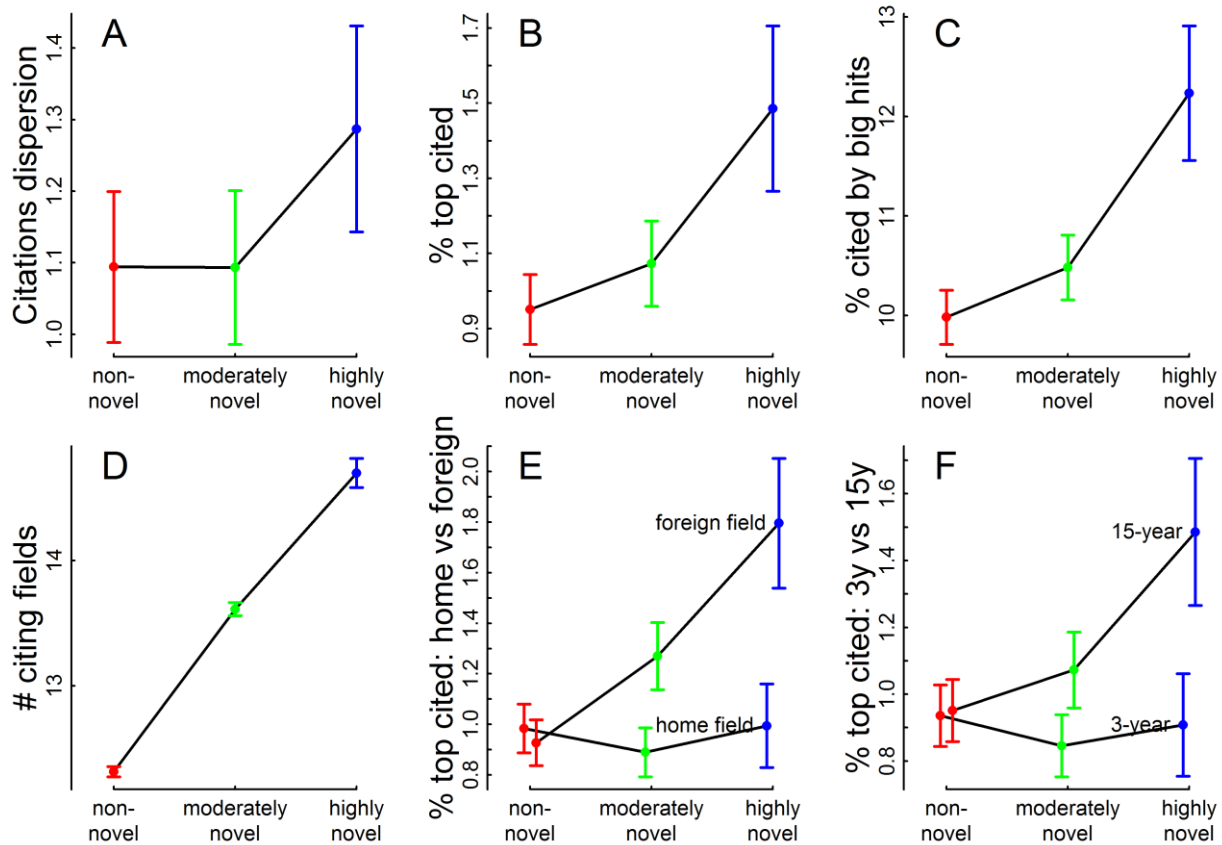 A
Citations dispersion
1.4
1.3
1.2
1.1
1.0
non-
novel
moderately
novel
highly
novel
B
% top cited
1.7
1.5
1.3
1.1
0.9
non-
novel
moderately
novel
highly
novel
C
% cited by big hits
13
12
11
10
non-
novel
moderately
novel
highly
novel
D
# citing fields
14
13
non-
novel
moderately
novel
highly
novel
E
% top cited: home vs foreign
2.0
1.8
1.6
1.4
1.2
1.0
0.8
foreign field
home field
non-
novel
moderately
novel
highly
novel
F
% top cited: 3y vs 15y
1.6
1.4
1.2
1.0
0.8
15-year
3-year
non-
novel
moderately
novel
highly
novel